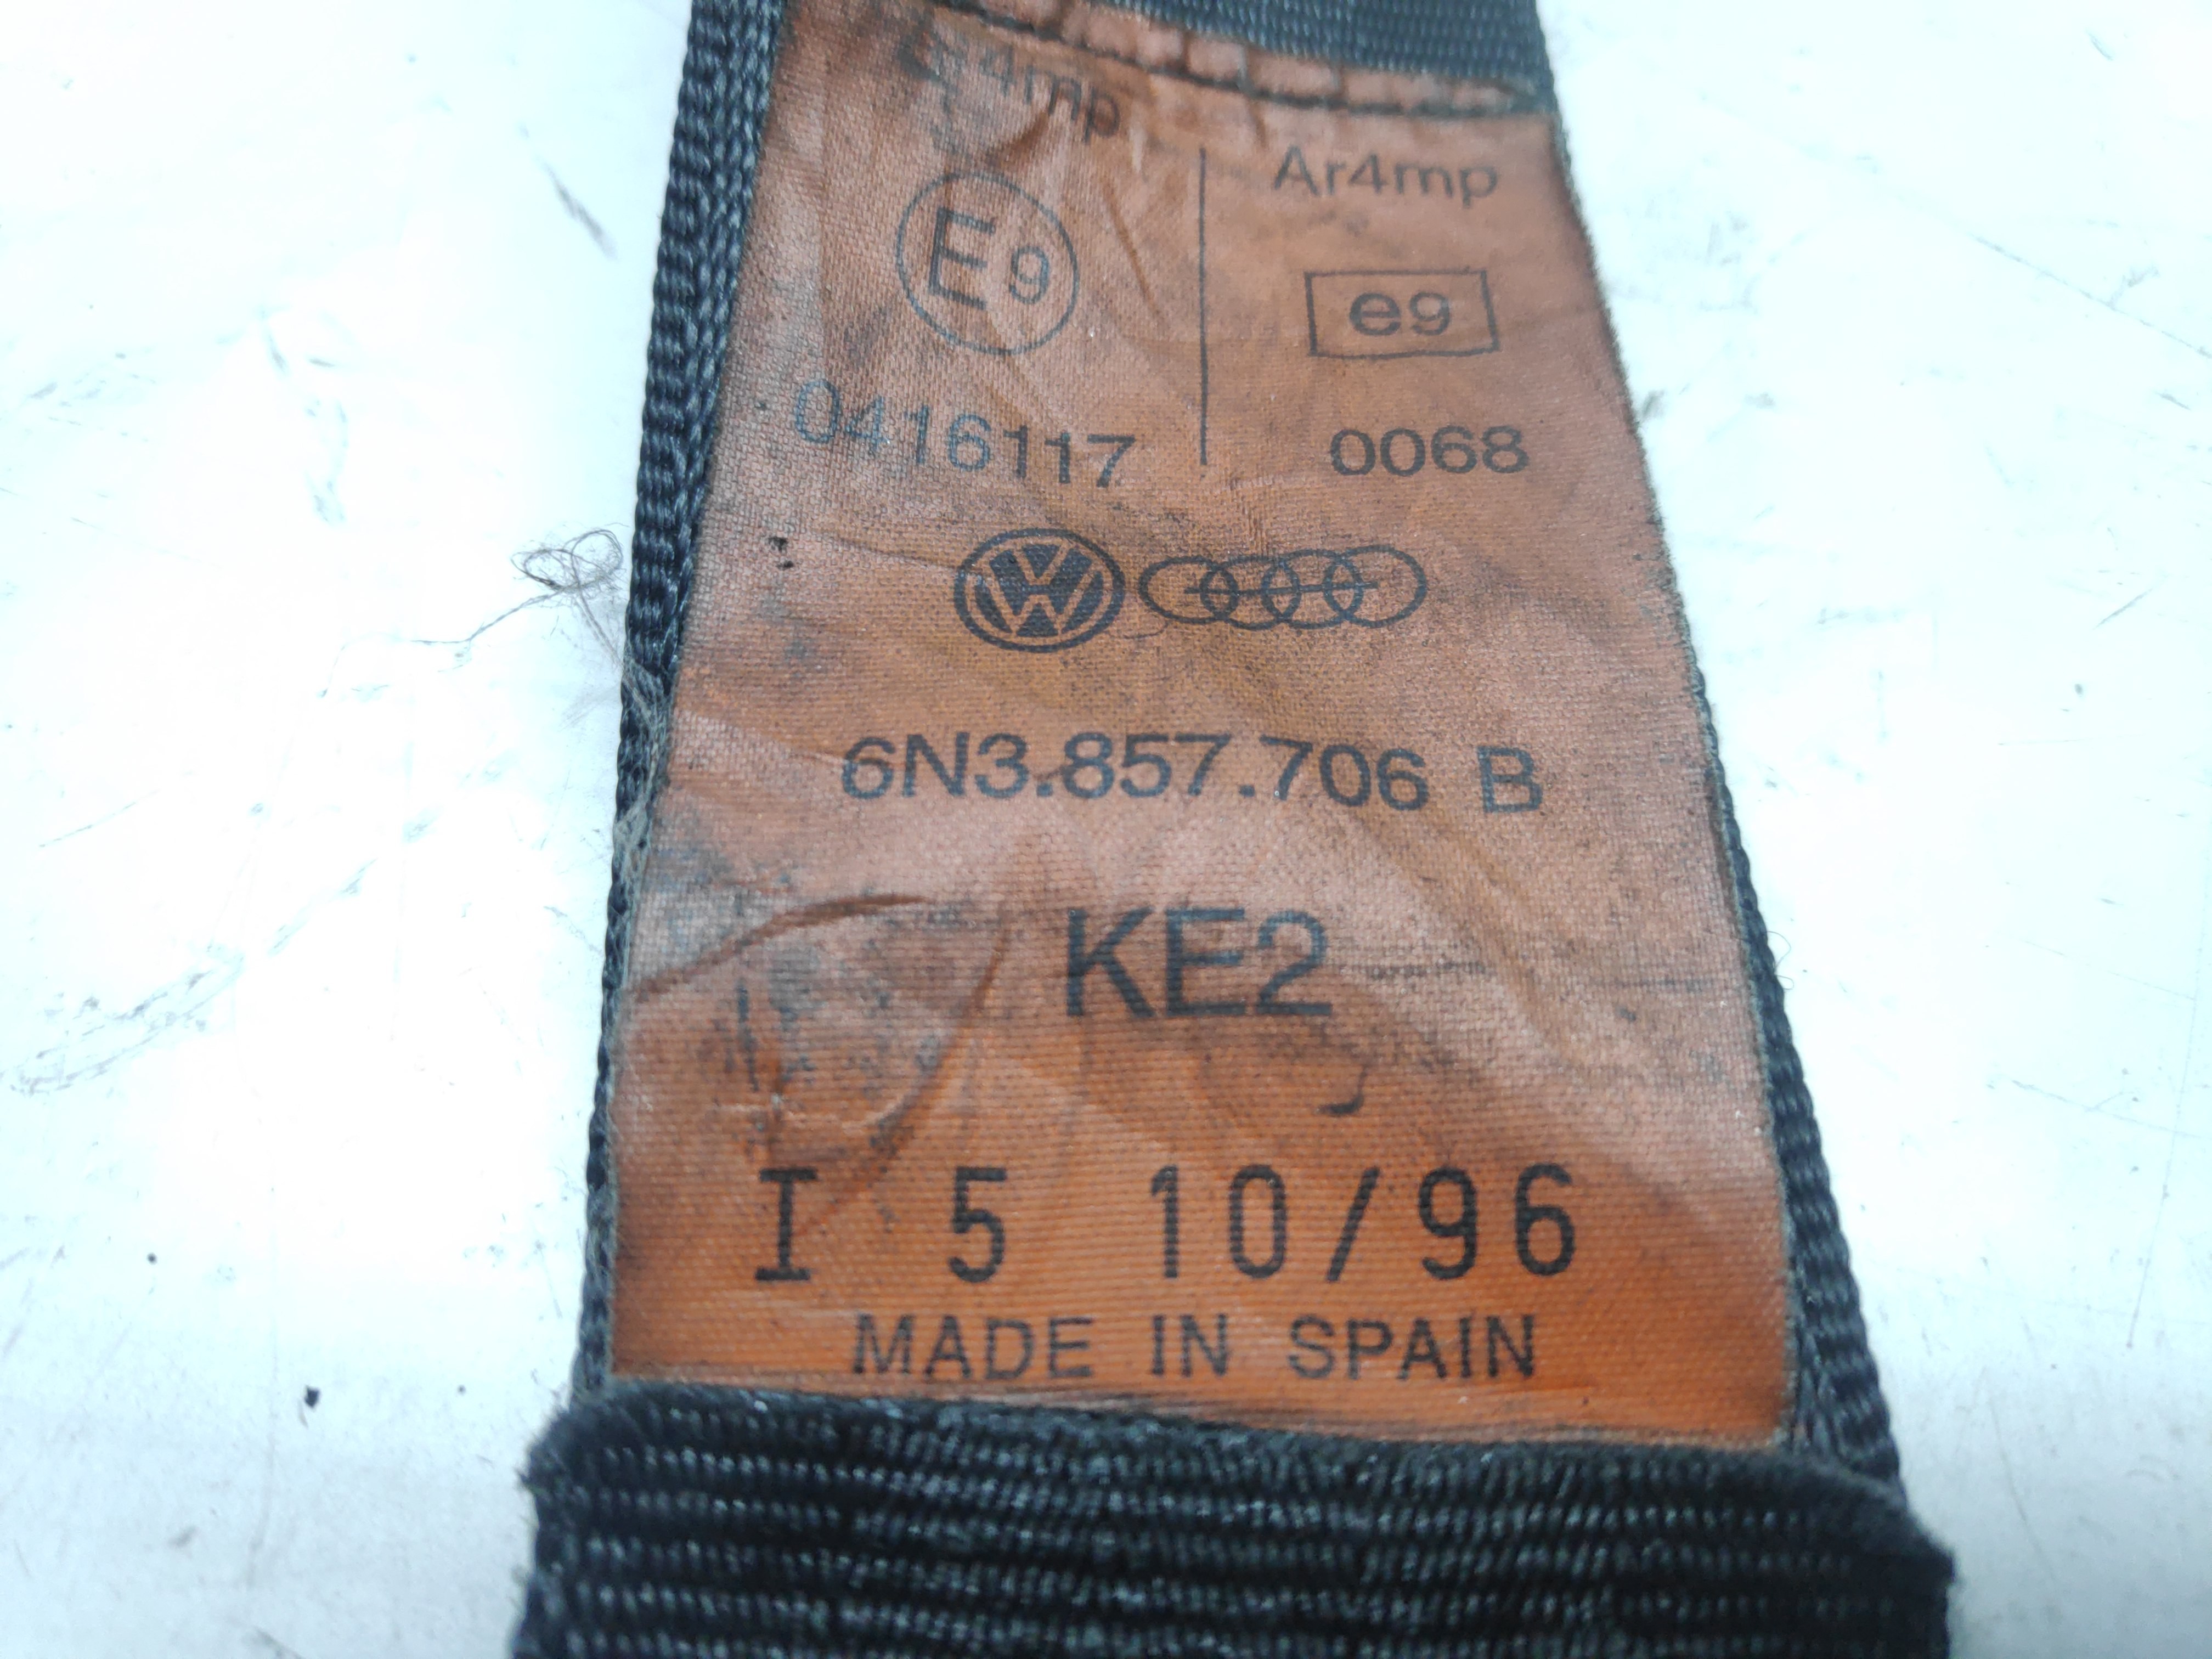 Ar4mp
E9
e9
0416117
0068
6N3.857.706 B
KE2
I 5 10/96
MADE IN SPAIN